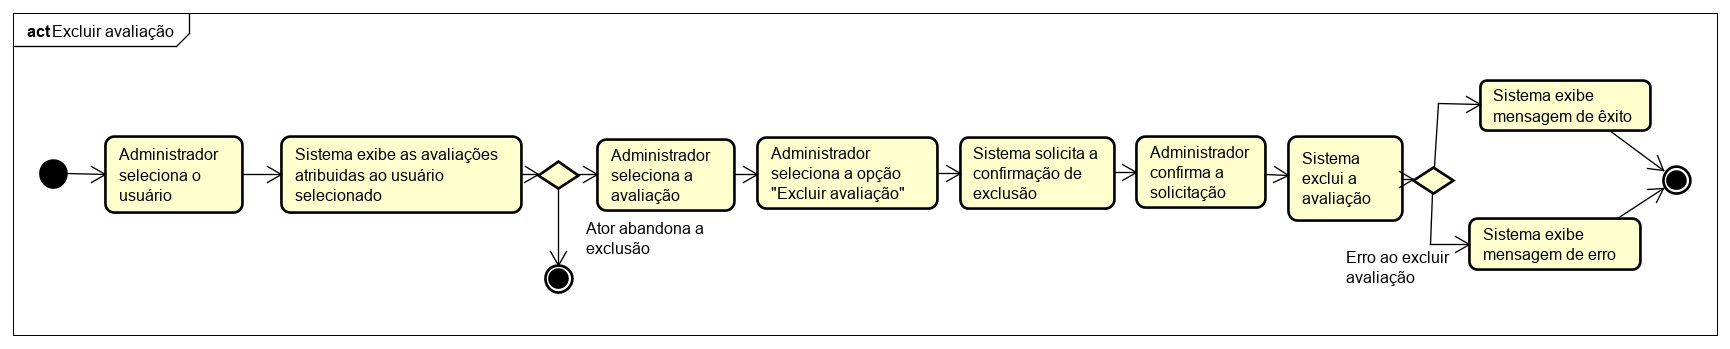 act Excluir avaliação
Administrador
seleciona o
usuário
Sistema exibe as avaliações
atribuidas ao usuário
selecionado
Ator abandona a
exclusão
Administrador
seleciona a
avaliação
Administrador
seleciona a opção
"Excluir avaliação"
Sistema solicita a
confirmação de
exclusão
Administrador
confirma a
solicitação
Sistema
exclui a
avaliação
Sistema exibe
mensagem de êxito
Erro ao excluir
avaliação
Sistema exibe
mensagem de erro